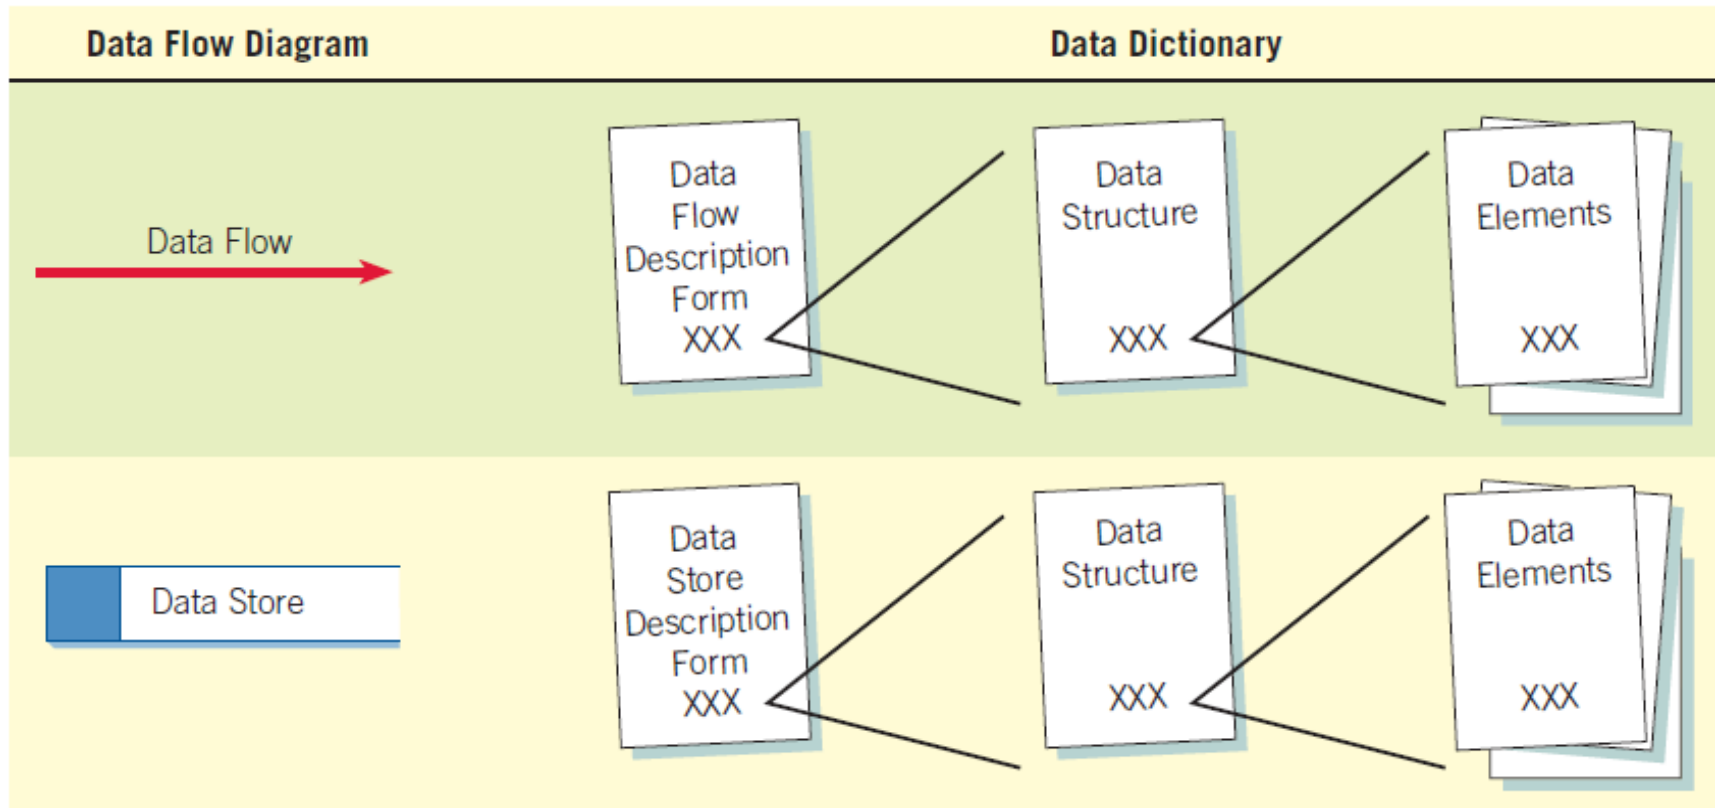 Data Flow Diagram
Data Dictionary
Data Flow
Data
Flow
Description
Form
XXX
Data
Structure
XXX
Data
Elements
XXX
Data Store
Data
Store
Description
Form
XXX
Data
Structure
XXX
Data
Elements
XXX